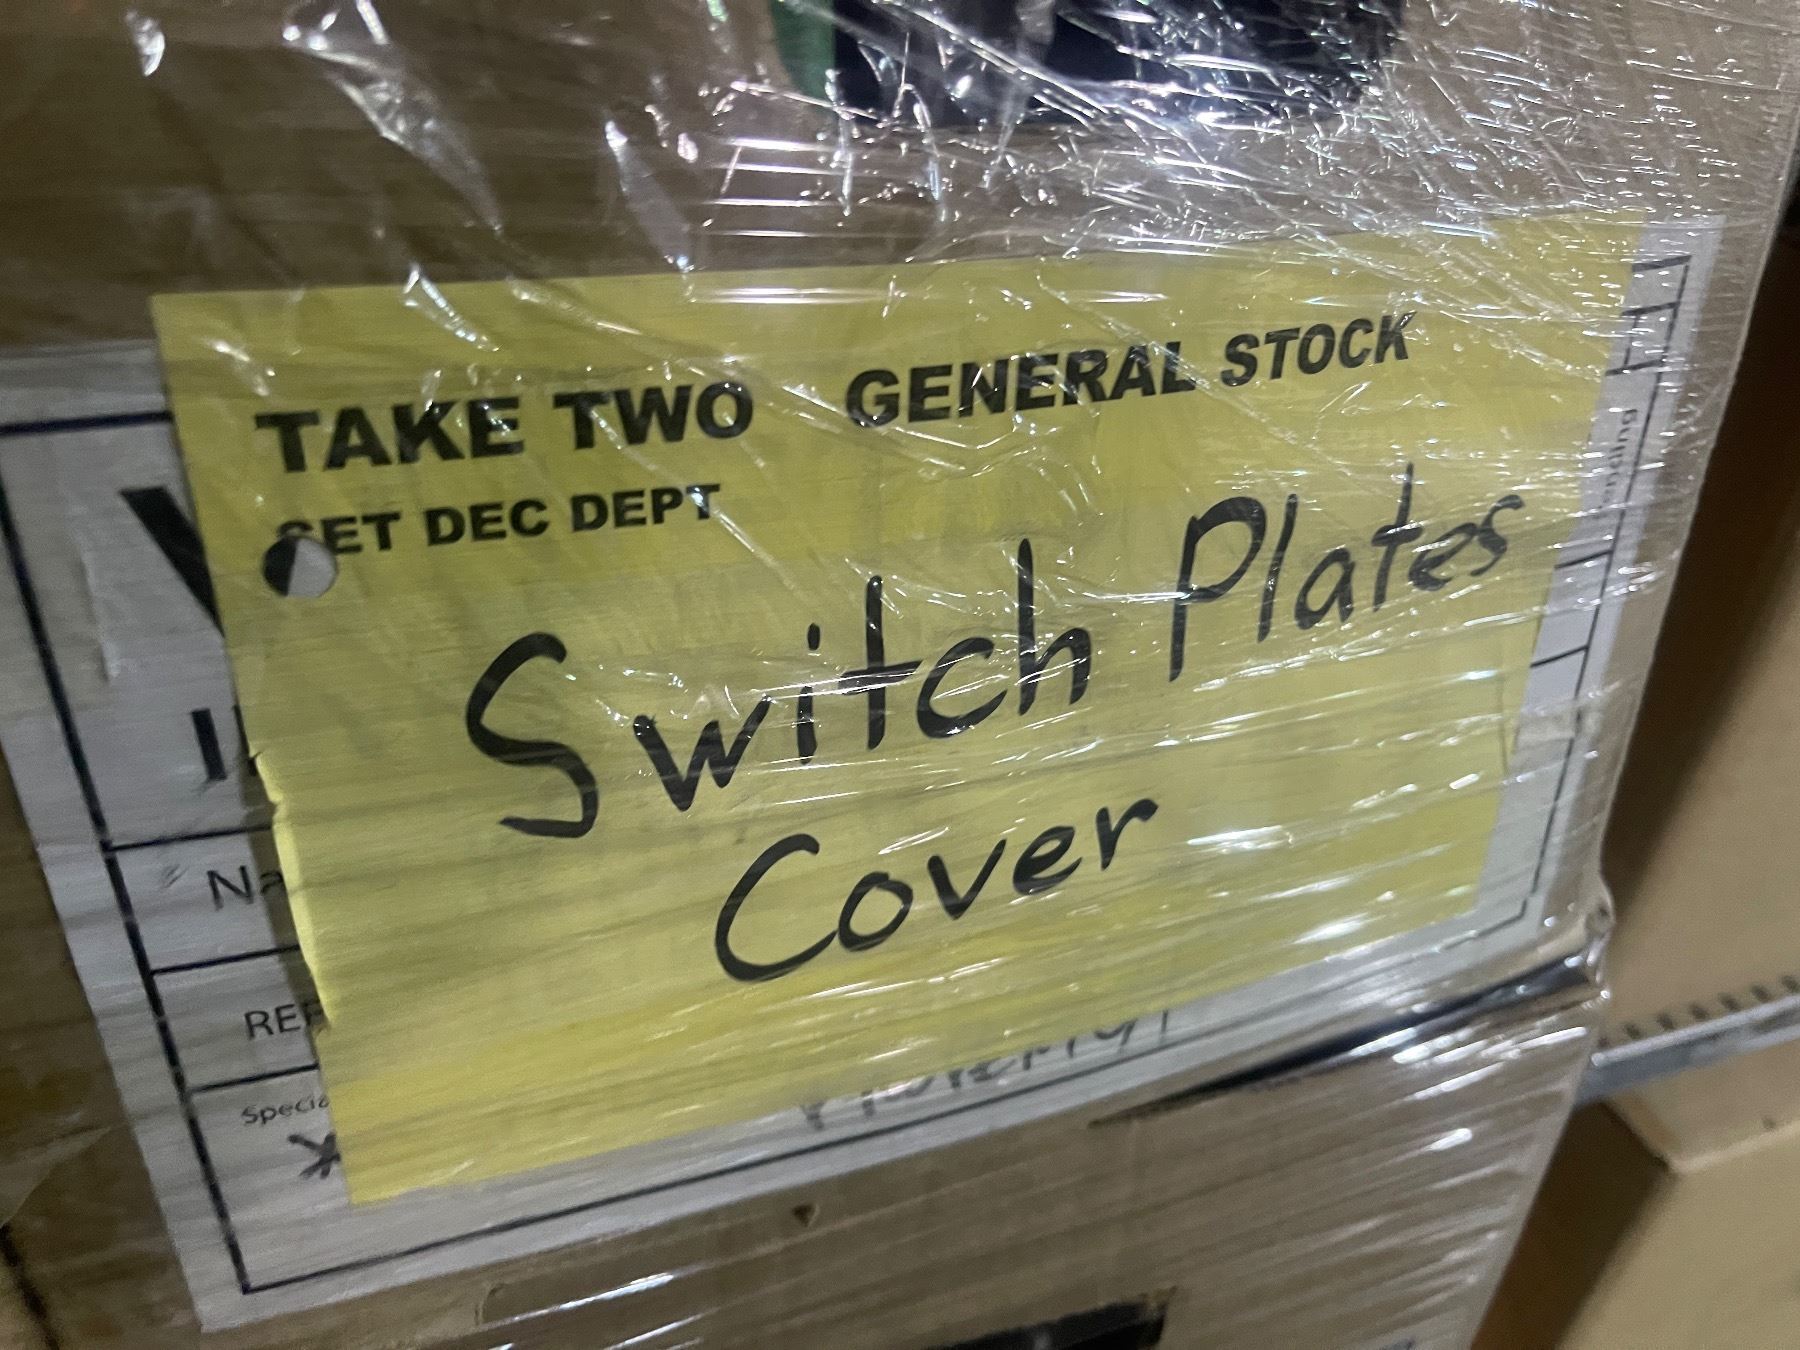 TAKE TWO GENERAL STOCK
SET DEC DEPT
Switch Plates
Cover